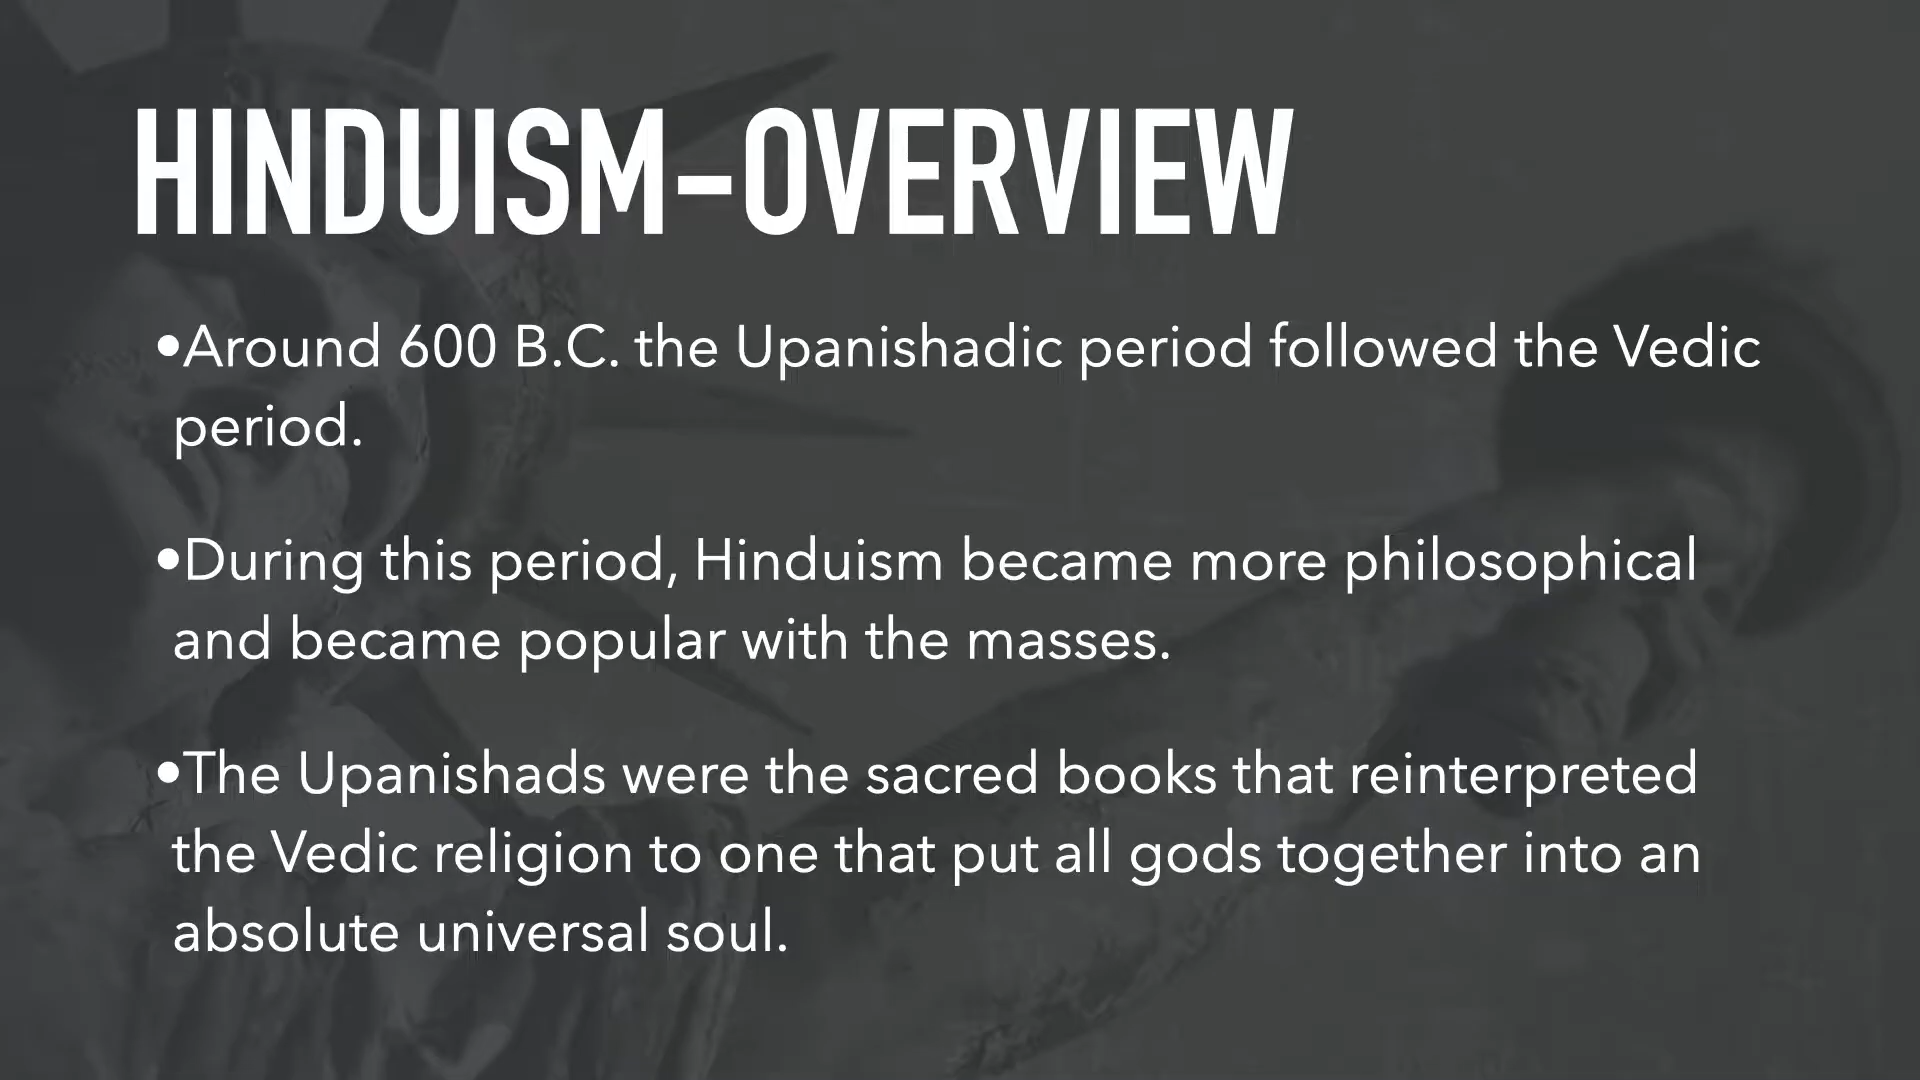 HINDUISM-OVERVIEW
•Around 600 B.C. the Upanishadic period followed the Vedic
period.
•During this period, Hinduism became more philosophical
and became popular with the masses.
•The Upanishads were the sacred books that reinterpreted
the Vedic religion to one that put all gods together into an
absolute universal soul.